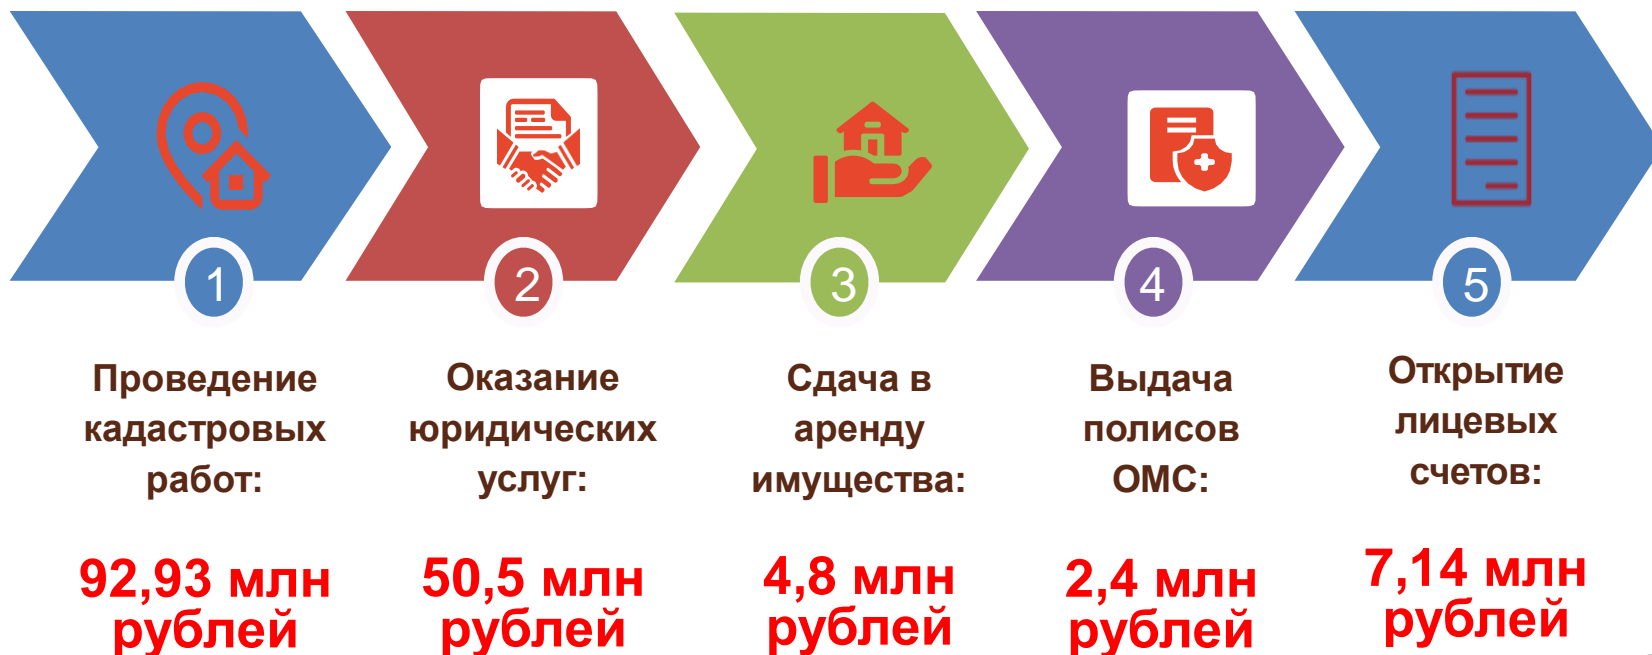 1
Проведение
кадастровых
работ:
92,93 млн
рублей
2
Оказание
юридических
услуг:
50,5 млн
рублей
3
Сдача в
аренду
имущества:
4,8 млн
рублей
4
Выдача
полисов
ОМС:
2,4 млн
рублей
5
Открытие
лицевых
счетов:
7,14 млн
рублей